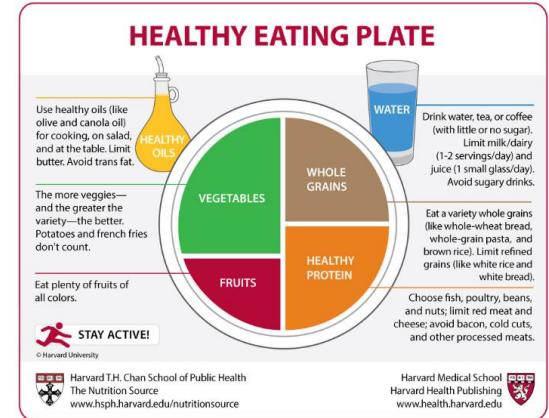 HEALTHY EATING PLATE
Use healthy oils (like
olive and canola oil)
for cooking, on salad,
and at the table. Limit
butter. Avoid trans fat.
HEALTHY
OILS
The more veggies—
and the greater the
variety—the better.
Potatoes and french fries
don't count.
Eat plenty of fruits of
all colors.
STAY ACTIVE!
© Harvard University
VEGETABLES
FRUITS
WHOLE
GRAINS
HEALTHY
PROTEIN
WATER
Drink water, tea, or coffee
(with little or no sugar).
Limit milk/dairy
(1-2 servings/day) and
juice (1 small glass/day).
Avoid sugary drinks.
Eat a variety whole grains
(like whole-wheat bread,
whole-grain pasta, and
brown rice). Limit refined
grains (like white rice and
white bread).
Choose fish, poultry, beans,
and nuts; limit red meat and
cheese; avoid bacon, cold cuts,
and other processed meats.
Harvard T.H. Chan School of Public Health
The Nutrition Source
www.hsph.harvard.edu/nutritionsource
Harvard Medical School
Harvard Health Publishing
www.health.harvard.edu